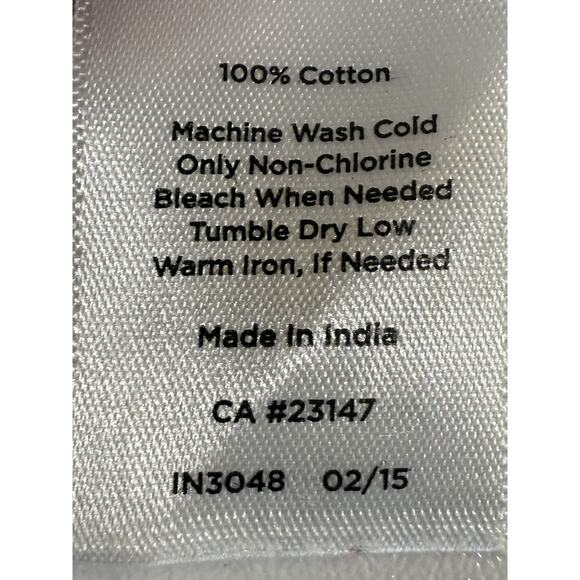 100% Cotton
Machine Wash Cold
Only Non-Chlorine
Bleach When Needed
Tumble Dry Low
Warm Iron, If Needed
Made In India
CA #23147
IN3048 02/15